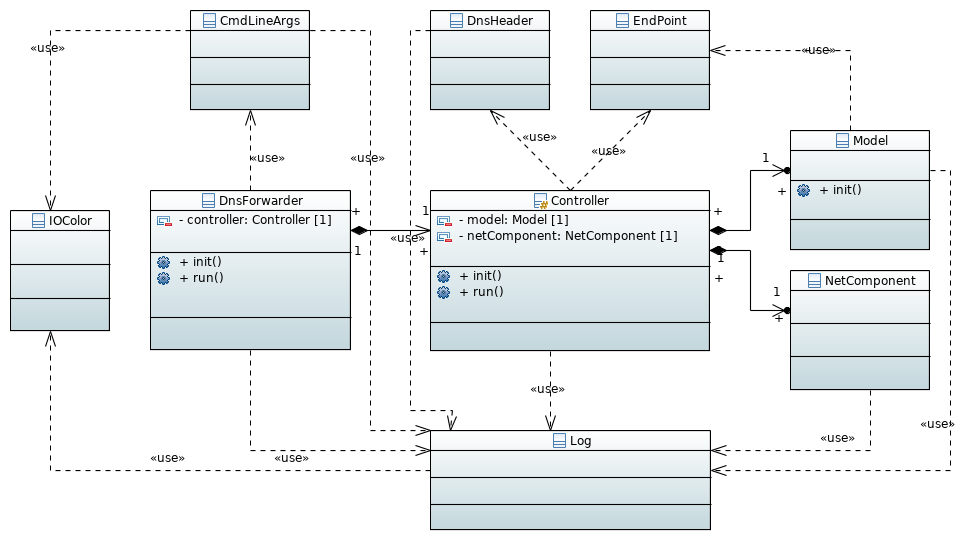 CmdLineArgs
DnsHeader
EndPoint
«use»
«use»
Model
+ init()
«use»
«use»
«use»
«use»
1
+
DnsForwarder
- controller: Controller [1]
+ init()
+ run()
+
1
1
+
«use»
Controller
- model: Model [1]
- netComponent: NetComponent [1]
+ init()
+ run()
+
1
+
IOColor
NetComponent
1
+
«use»
«use»
«use»
Log
«use»
«use»